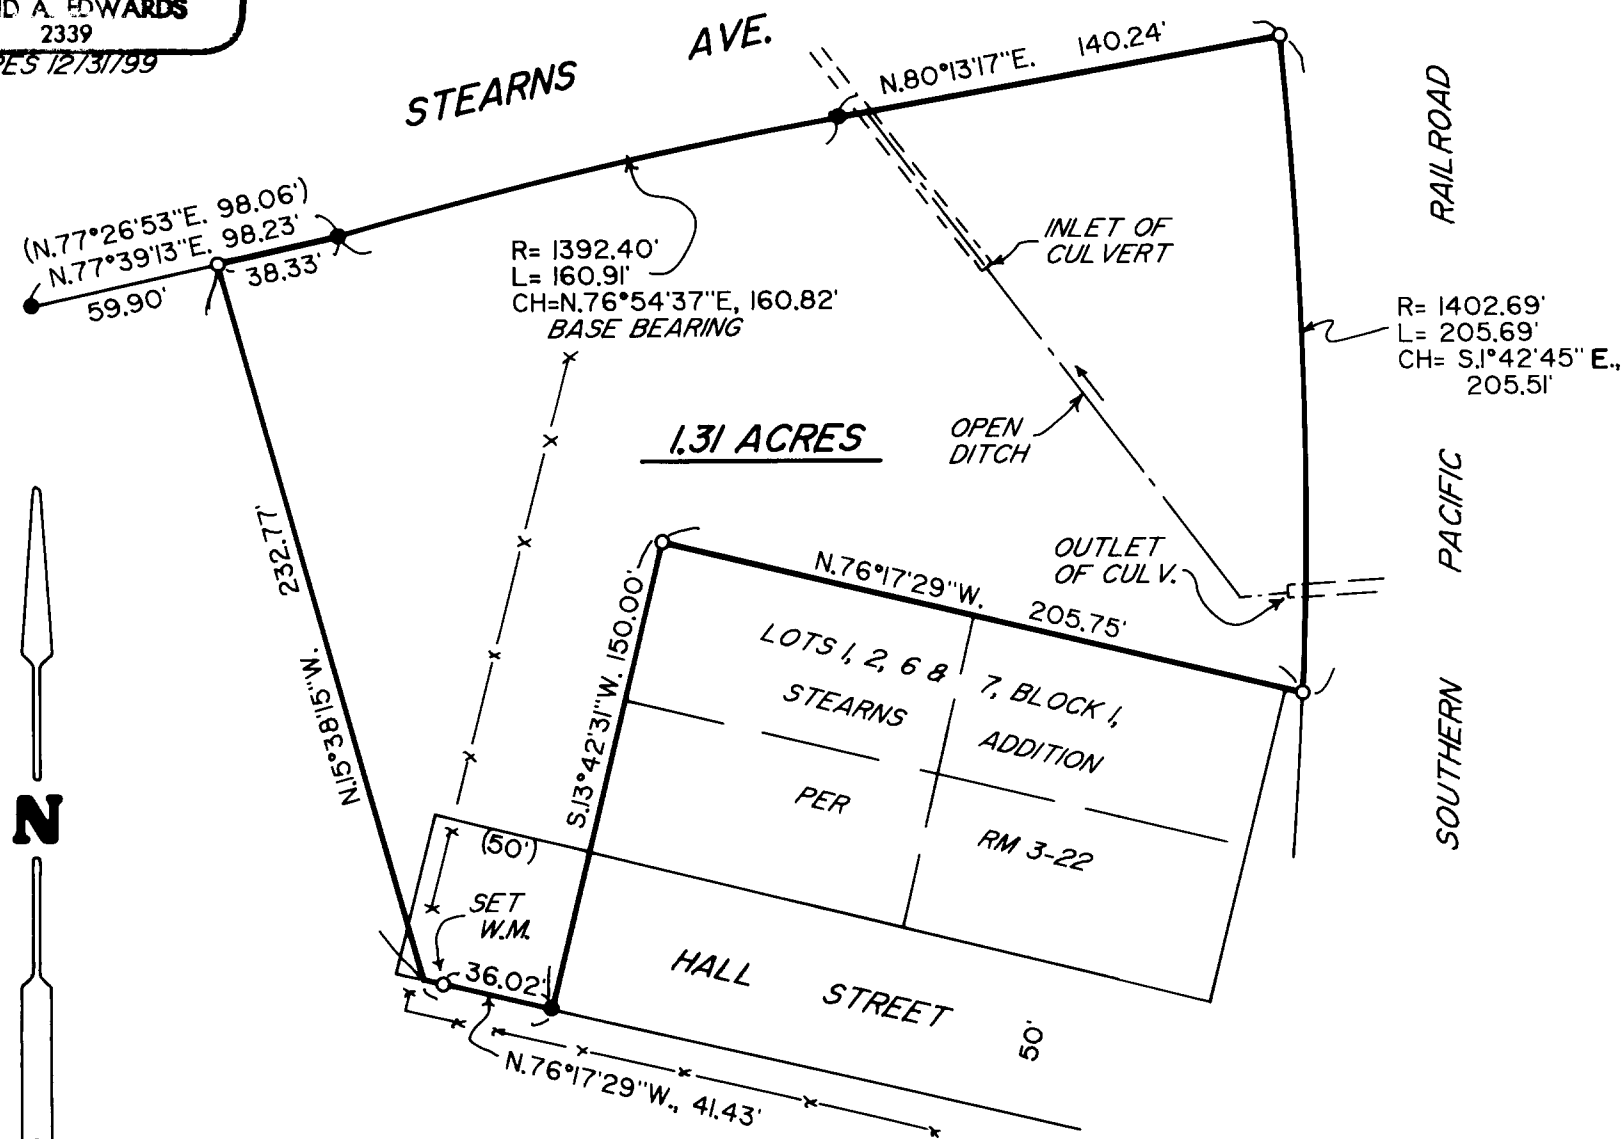 A. EDWARDS
2339
12/31/99
STEARNS AVE.
N.80°13'17"E. 140.24'
(N.77°26'53"E. 98.06')
N.77°39'13"E. 98.23'
59.90'
38.33'
R= 1392.40'
L= 160.91'
CH=N.76°54'37"E, 160.82'
BASE BEARING
INLET OF
CULVERT
R= 1402.69'
L= 205.69'
CH= S.1°42'45"E.,
205.51'
1.31 ACRES
OPEN
DITCH
OUTLET
OF CULV.
SOUTHERN PACIFIC RAILROAD
N.15°38'15"W. 232.77'
S.13°42'31"W. 150.00'
N.76°17'29"W. 205.75'
LOTS 1, 2, 6 & 7, BLOCK 1,
STEARNS ADDITION
PER RM 3-22
(50')
SET
W.M.
36.02'
HALL STREET
50'
N.76°17'29"W., 41.43'
N